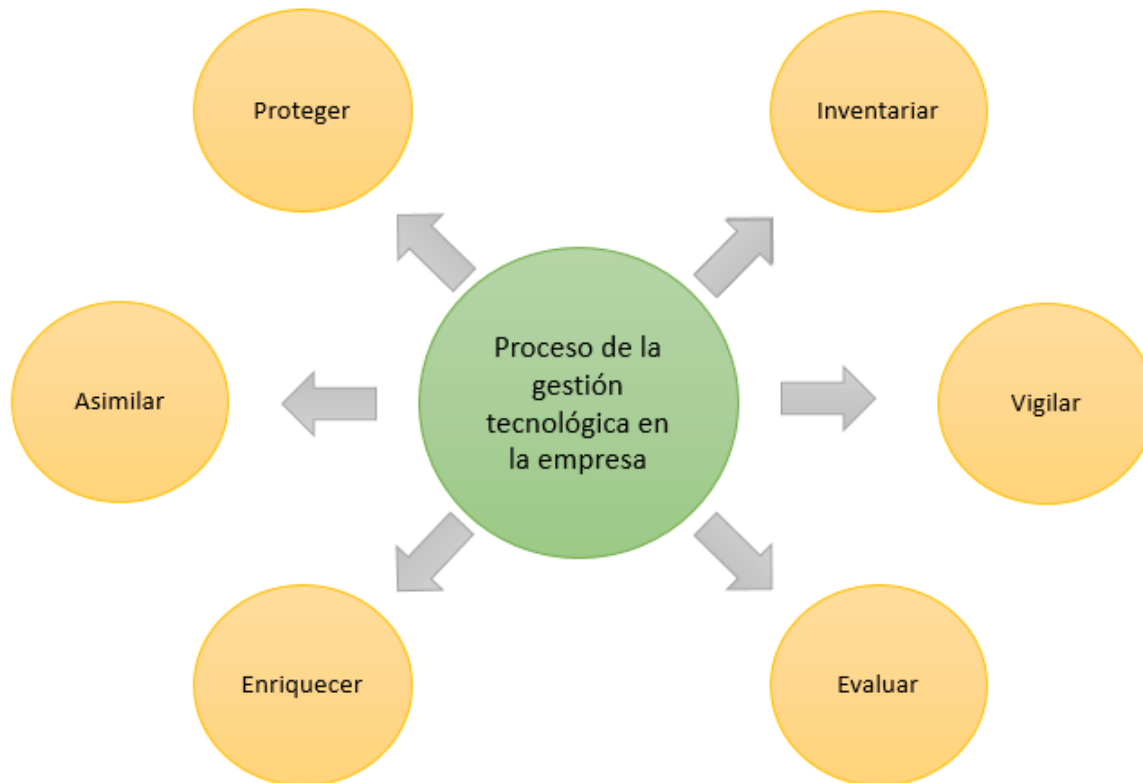 Proteger
Inventariar
Proceso de la
gestión
tecnológica en
la empresa
Asimilar
Vigilar
Enriquecer
Evaluar